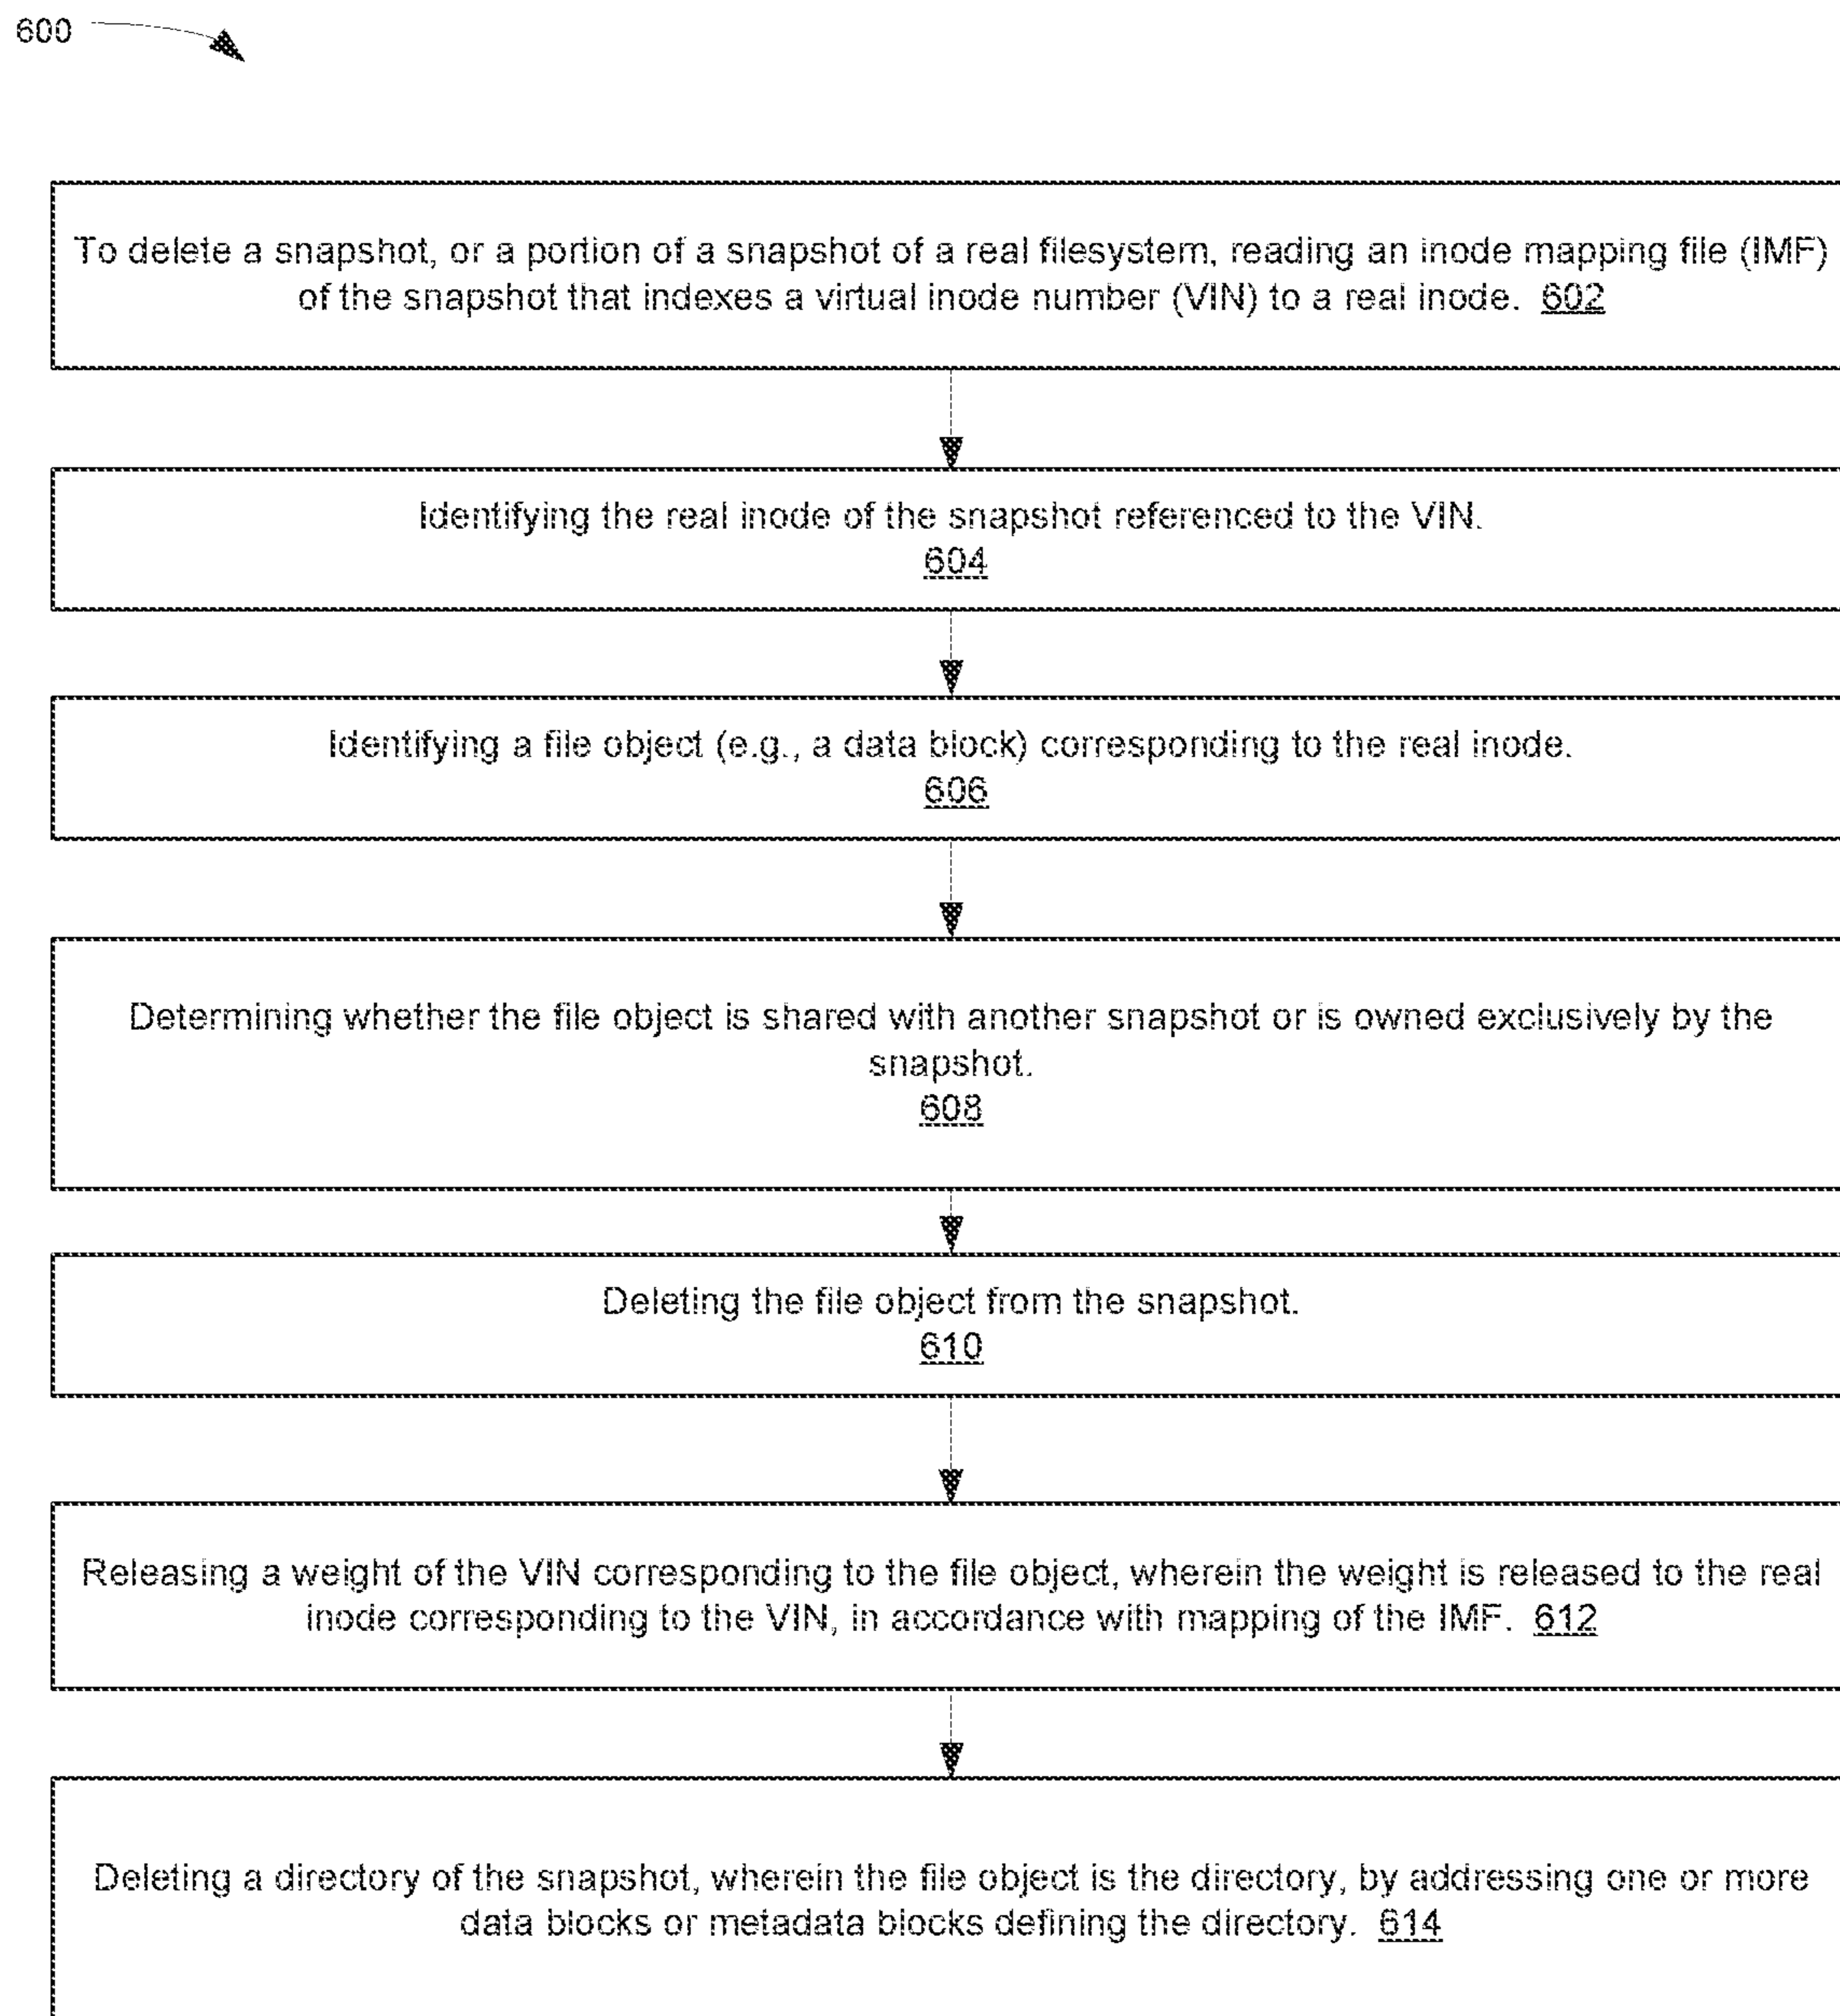 600
To delete a snapshot, or a portion of a snapshot of a real filesystem, reading an inode mapping file (IMF)
of the snapshot that indexes a virtual inode number (VIN) to a real inode. 602
Identifying the real inode of the snapshot referenced to the VIN.
604
Identifying a file object (e.g., a data block) corresponding to the real inode.
606
Determining whether the file object is shared with another snapshot or is owned exclusively by the
snapshot.
608
Deleting the file object from the snapshot.
610
Releasing a weight of the VIN corresponding to the file object, wherein the weight is released to the real
inode corresponding to the VIN, in accordance with mapping of the IMF. 612
Deleting a directory of the snapshot, wherein the file object is the directory, by addressing one or more
data blocks or metadata blocks defining the directory. 614